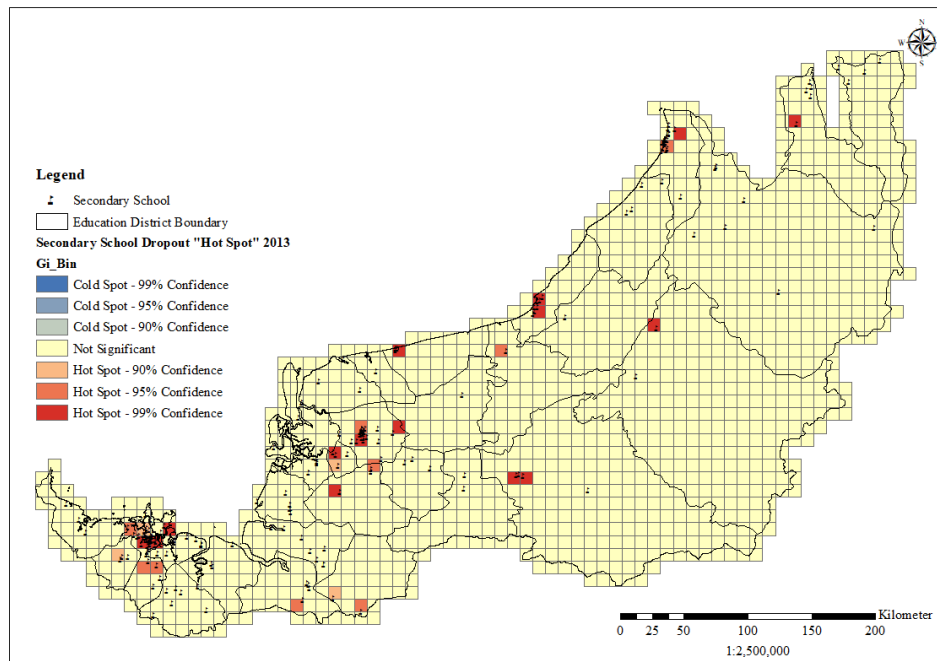 N
W
S
Legend
Secondary School
Education District Boundary
Secondary School Dropout "Hot Spot" 2013
Gi_Bin
Cold Spot - 99% Confidence
Cold Spot - 95% Confidence
Cold Spot - 90% Confidence
Not Significant
Hot Spot - 90% Confidence
Hot Spot - 95% Confidence
Hot Spot - 99% Confidence
Kilometer
0 25 50 100 150 200
1:2,500,000